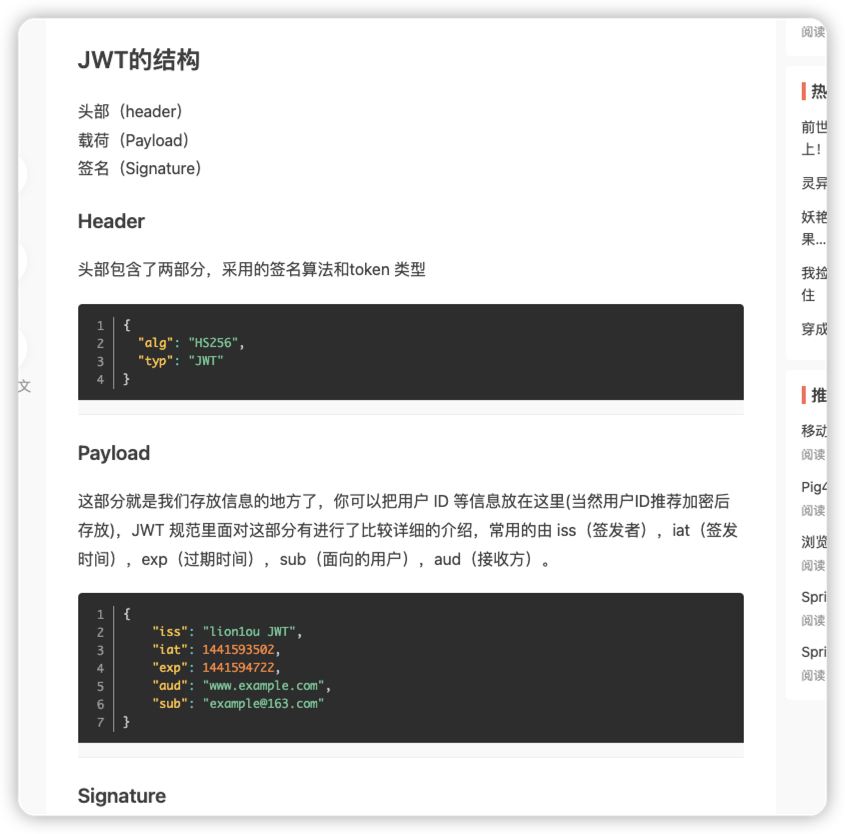 JWT的结构
头部（header）
载荷（Payload）
签名（Signature）
Header
头部包含了两部分，采用的签名算法和token 类型
1 {
2   "alg": "HS256",
3   "typ": "JWT"
4 }
Payload
这部分就是我们存放信息的地方了，你可以把用户 ID 等信息放在这里(当然用户ID推荐加密后
存放)，JWT 规范里面对这部分有进行了比较详细的介绍，常用的由 iss（签发者）, iat（签发
时间）, exp（过期时间）, sub（面向的用户）, aud（接收方）。
1 {
2     "iss": "lion1ou JWT",
3     "iat": 1441593502,
4     "exp": 1441594722,
5     "aud": "www.example.com",
6     "sub": "example@163.com"
7 }
Signature
文
阅读
热
前世
上！
灵异
妖艳
果...
我捡
住
穿成
推
移动
阅读
Pig4
阅读
浏览
阅读
Spri
阅读
Spri
阅读